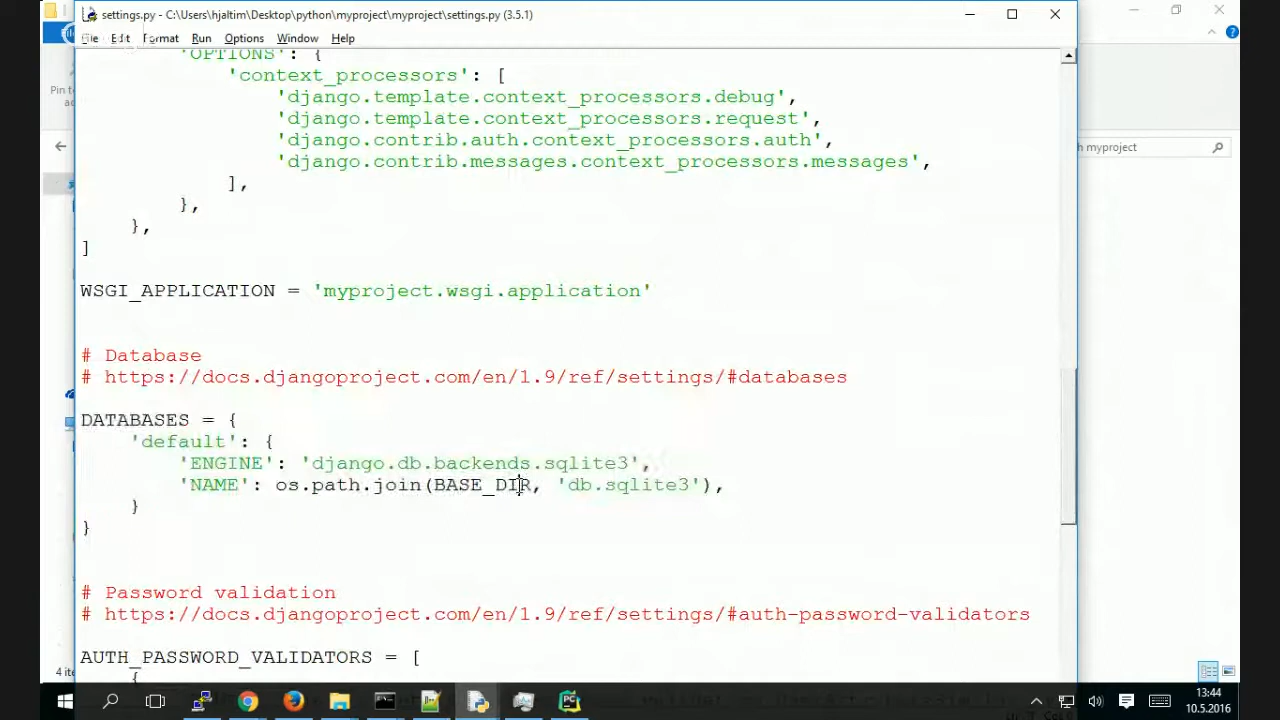 settings.py - C:\Users\hjaltim\Desktop\python\myproject\myproject\settings.py (3.5.1)
File Edit Format Run Options Window Help
'OPTIONS': {
'context_processors': [
'django.template.context_processors.debug',
'django.template.context_processors.request',
'django.contrib.auth.context_processors.auth',
'django.contrib.messages.context_processors.messages',
],
},
},
]
WSGI_APPLICATION = 'myproject.wsgi.application'
# Database
# https://docs.djangoproject.com/en/1.9/ref/settings/#databases
DATABASES = {
'default': {
'ENGINE': 'django.db.backends.sqlite3',
'NAME': os.path.join(BASE_DIR, 'db.sqlite3'),
}
}
# Password validation
# https://docs.djangoproject.com/en/1.9/ref/settings/#auth-password-validators
AUTH_PASSWORD_VALIDATORS = [
{
Pin to
myproject
4 ite
13:44
10.5.2016